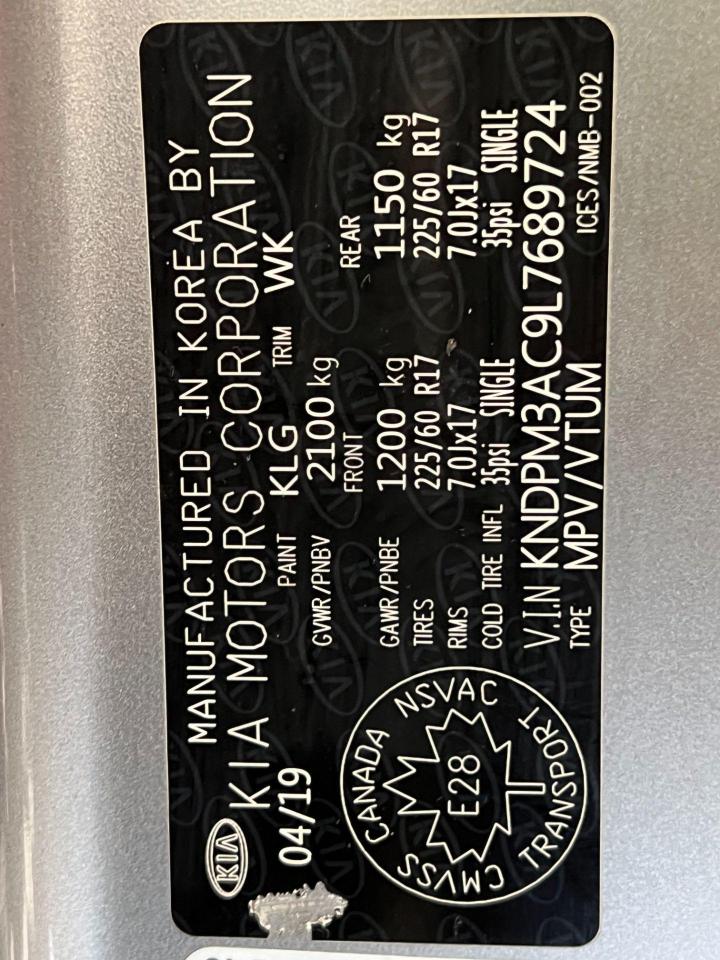 KIA
MANUFACTURED IN KOREA BY
KIA MOTORS CORPORATION
04/19 PAINT KLG TRIM WK
GVWR/PNBV 2100 kg
FRONT REAR
GAWR/PNBE 1200 kg 1150 kg
TIRES 225/60 R17 225/60 R17
RIMS 7.0Jx17 7.0Jx17
COLD TIRE INFL 35psi SINGLE 35psi SINGLE
V.I.N KNDPM3AC9L7689724
TYPE MPV/VTUM ICES/NMB-002
CANADA NSVAC
E28
CMVSS TRANSPORT